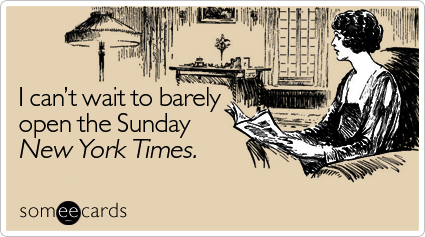 I can't wait to barely
open the Sunday
New York Times.
someecards